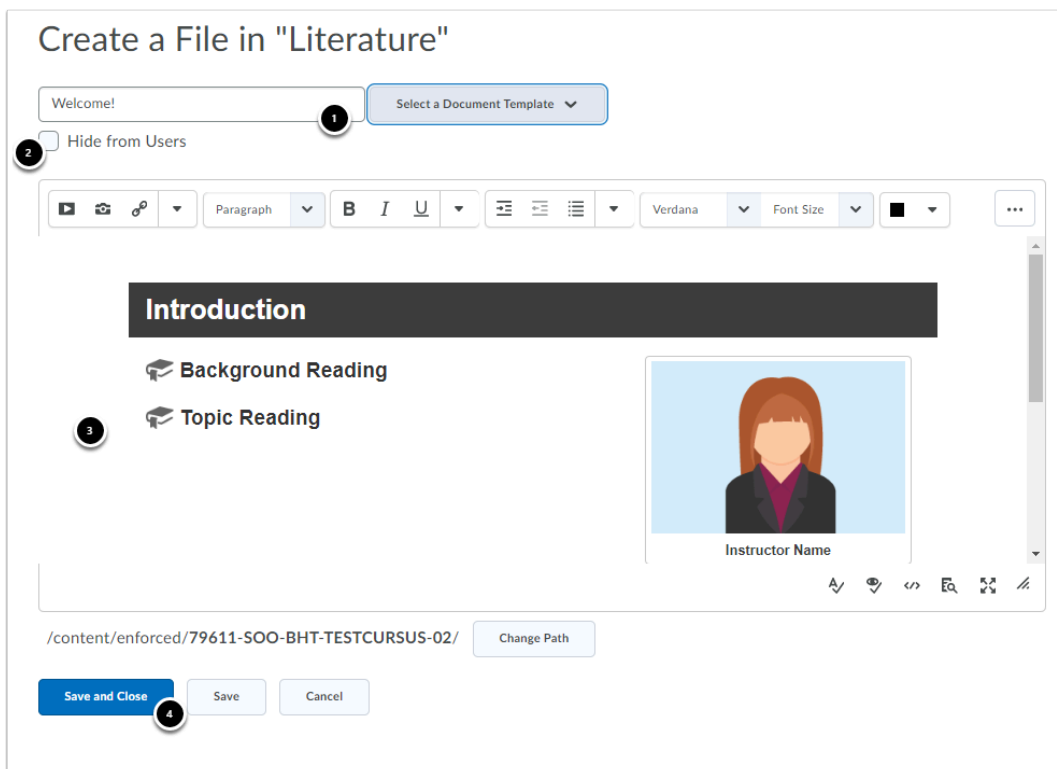 Create a File in "Literature"
Welcome! Select a Document Template
1
2 Hide from Users
Paragraph B I U Verdana Font Size ...
Introduction
Background Reading
Topic Reading
3
Instructor Name
/content/enforced/79611-SOO-BHT-TESTCURSUS-02/ Change Path
Save and Close Save Cancel
4